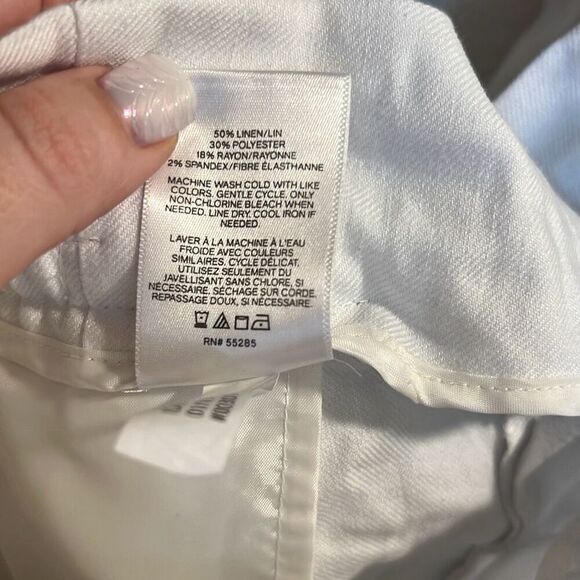 50% LINEN/LIN
30% POLYESTER
18% RAYON/RAYONNE
2% SPANDEX/FIBRE ÉLASTHANNE
MACHINE WASH COLD WITH LIKE
COLORS. GENTLE CYCLE. ONLY
NON-CHLORINE BLEACH WHEN
NEEDED. LINE DRY. COOL IRON IF
NEEDED.
LAVER À LA MACHINE À L'EAU
FROIDE AVEC COULEURS
SIMILAIRES. CYCLE DÉLICAT.
UTILISEZ SEULEMENT DU
JAVELLISANT SANS CHLORE, SI
NÉCESSAIRE. SÉCHAGE SUR CORDE.
REPASSAGE DOUX, SI NÉCESSAIRE.
RN# 55285